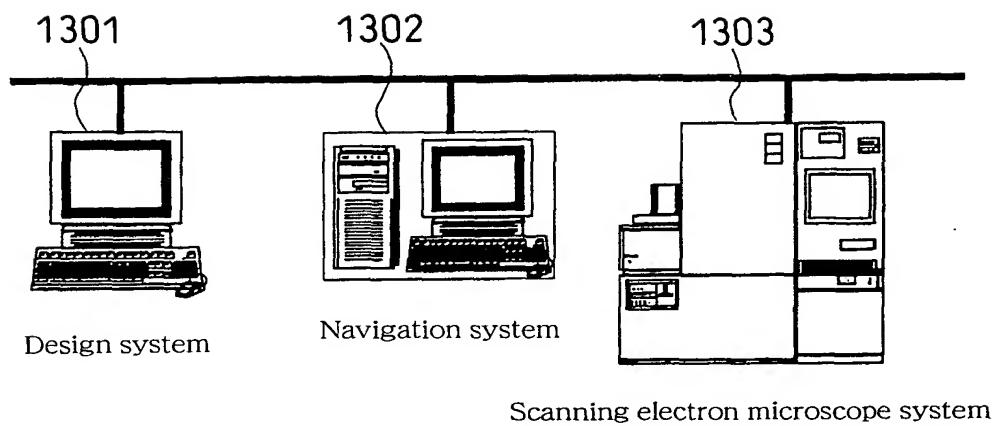 1301
1302
1303
Design system
Navigation system
Scanning electron microscope system